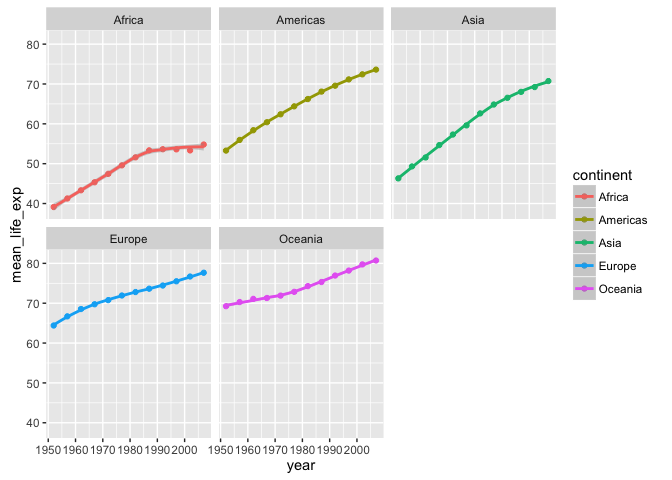 Africa
Americas
Asia
80
70
60
50
40
Europe
Oceania
80
70
60
50
40
1950 1960 1970 1980 1990 2000
1950 1960 1970 1980 1990 2000
year
mean_life_exp
continent
Africa
Americas
Asia
Europe
Oceania